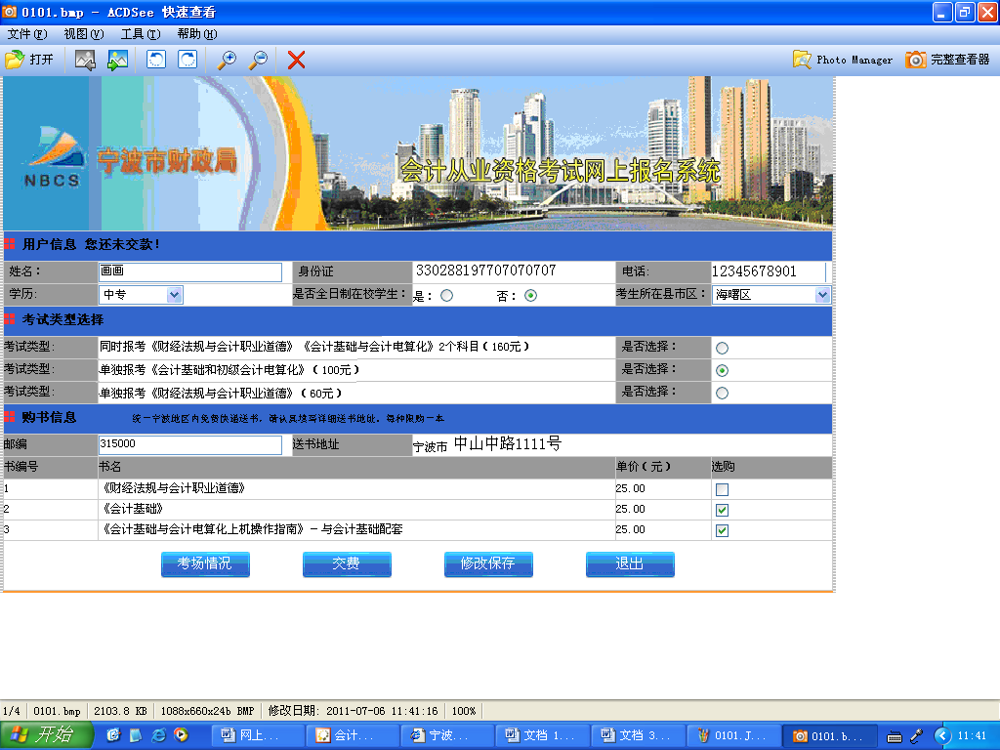 0101.bmp - ACDSee 快速查看
文件(F) 视图(V) 工具(T) 帮助(H)
打开 Photo Manager 完整查看器
NBCS 宁波市财政局 会计从业资格考试网上报名系统
用户信息 您还未交款!
姓名: 画画 身份证 330288197707070707 电话: 12345678901
学历: 中专 是否全日制在校学生: 是: 否: 考生所在县市区: 海曙区
考试类型选择
考试类型: 同时报考《财经法规与会计职业道德》《会计基础与会计电算化》2个科目(160元) 是否选择:
考试类型: 单独报考《会计基础和初级会计电算化》(100元) 是否选择:
考试类型: 单独报考《财经法规与会计职业道德》(60元) 是否选择:
购书信息 统一宁波地区内免费快递送书,请认真填写详细送书地址,每种限购一本
邮编 315000 送书地址 宁波市 中山中路1111号
书编号 书名 单价(元) 选购
1 《财经法规与会计职业道德》 25.00
2 《会计基础》 25.00
3 《会计基础与会计电算化上机操作指南》-与会计基础配套 25.00
考场情况 交费 修改保存 退出
1/4 0101.bmp 2103.8 KB 1088x660x24b BMP 修改日期: 2011-07-06 11:41:16 100%
开始 网上... 会计... 宁波... 文档 1... 文档 3... 0101.J... 0101.b... 11:41